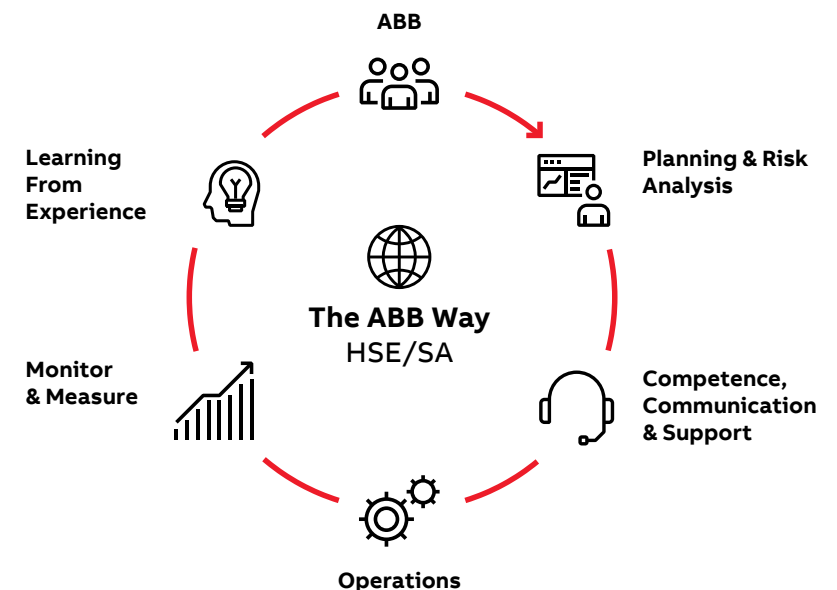 ABB
Planning & Risk
Analysis
Competence,
Communication
& Support
Operations
Monitor
& Measure
Learning
From
Experience
The ABB Way
HSE/SA